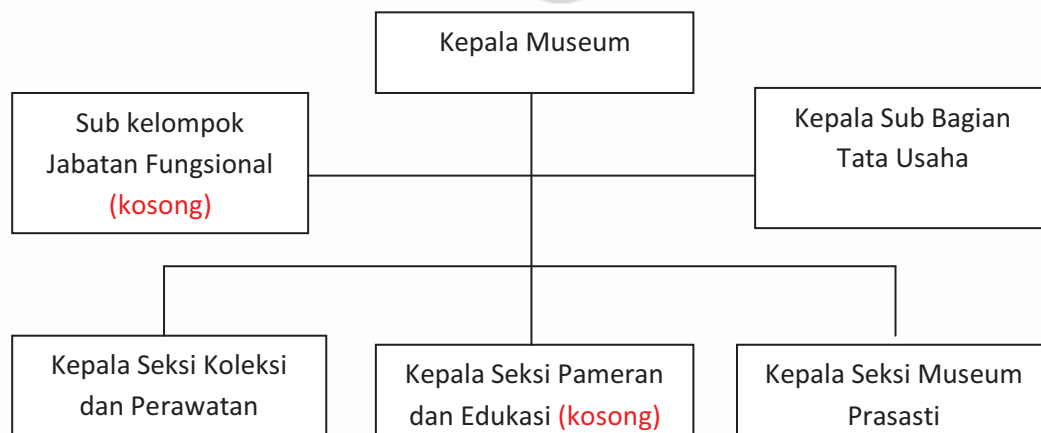 Kepala Museum
Sub kelompok
Jabatan Fungsional
(kosong)
Kepala Sub Bagian
Tata Usaha
Kepala Seksi Koleksi
dan Perawatan
Kepala Seksi Pameran
dan Edukasi (kosong)
Kepala Seksi Museum
Prasasti